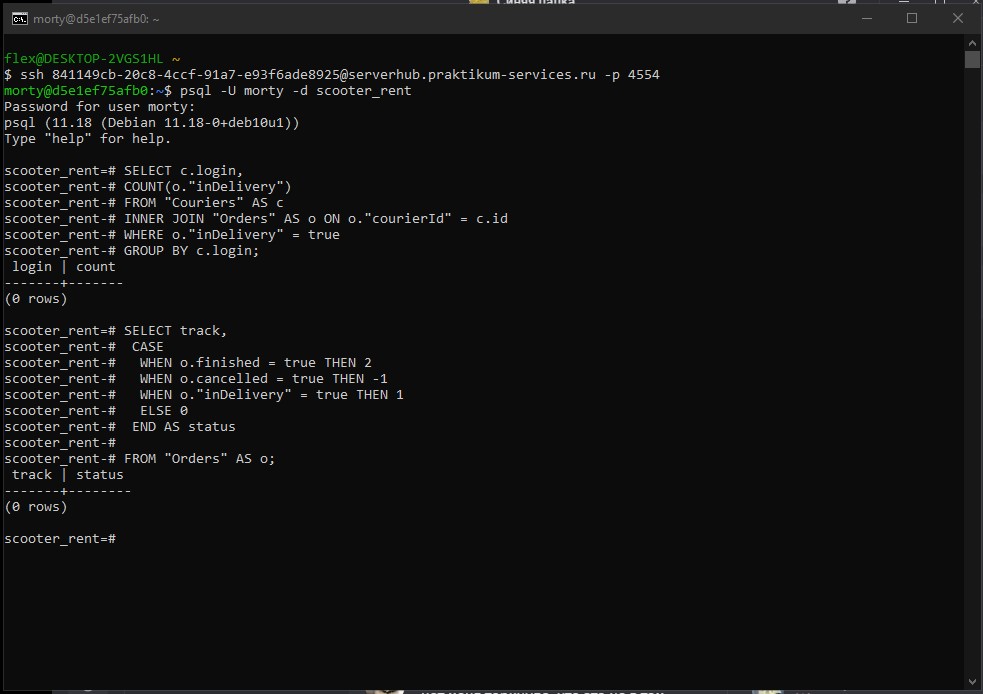 Синяя папка
morty@d5e1ef75afb0: ~
flex@DESKTOP-2VGS1HL ~
$ ssh 841149cb-20c8-4ccf-91a7-e93f6ade8925@serverhub.praktikum-services.ru -p 4554
morty@d5e1ef75afb0:~$ psql -U morty -d scooter_rent
Password for user morty:
psql (11.18 (Debian 11.18-0+deb10u1))
Type "help" for help.
scooter_rent=# SELECT c.login,
scooter_rent-# COUNT(o."inDelivery")
scooter_rent-# FROM "Couriers" AS c
scooter_rent-# INNER JOIN "Orders" AS o ON o."courierId" = c.id
scooter_rent-# WHERE o."inDelivery" = true
scooter_rent-# GROUP BY c.login;
 login | count
-------+-------
(0 rows)
scooter_rent=# SELECT track,
scooter_rent-#  CASE
scooter_rent-#   WHEN o.finished = true THEN 2
scooter_rent-#   WHEN o.cancelled = true THEN -1
scooter_rent-#   WHEN o."inDelivery" = true THEN 1
scooter_rent-#   ELSE 0
scooter_rent-#  END AS status
scooter_rent-#
scooter_rent-# FROM "Orders" AS o;
 track | status
-------+--------
(0 rows)
scooter_rent=#